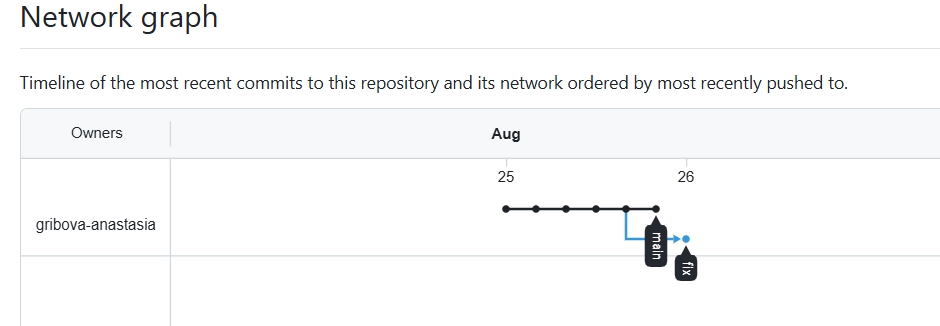 Network graph
Timeline of the most recent commits to this repository and its network ordered by most recently pushed to.
Owners
Aug
25
26
gribova-anastasia
main
fix